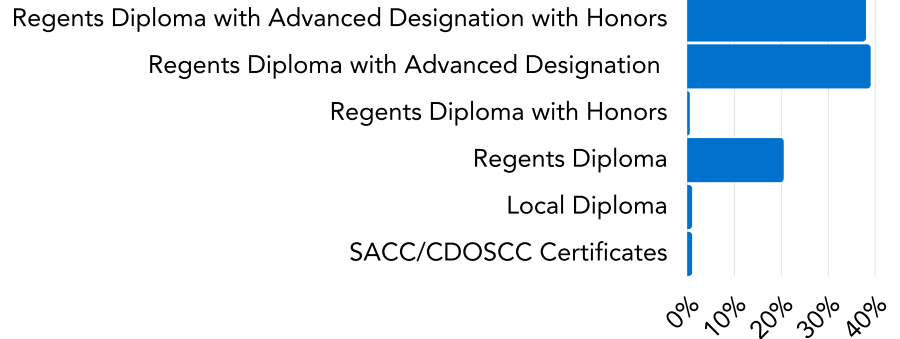 Regents Diploma with Advanced Designation with Honors
Regents Diploma with Advanced Designation
Regents Diploma with Honors
Regents Diploma
Local Diploma
SACC/CDOSCC Certificates
0% 10% 20% 30% 40%